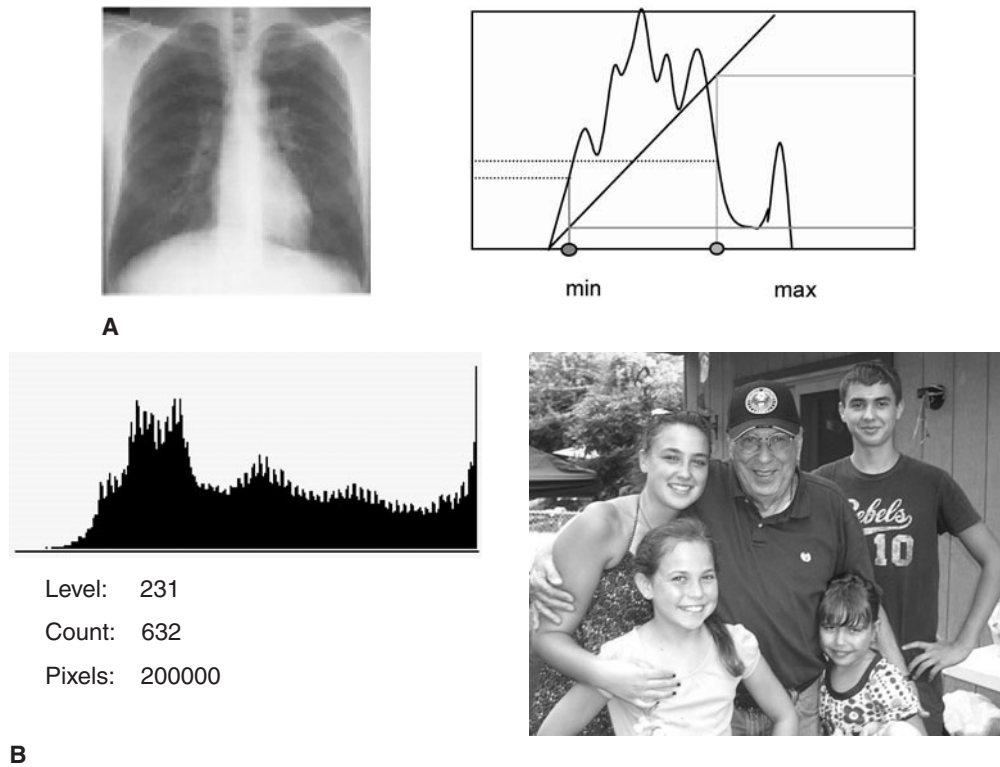 min max
A
Level: 231
Count: 632
Pixels: 200000
Rebels
10
B